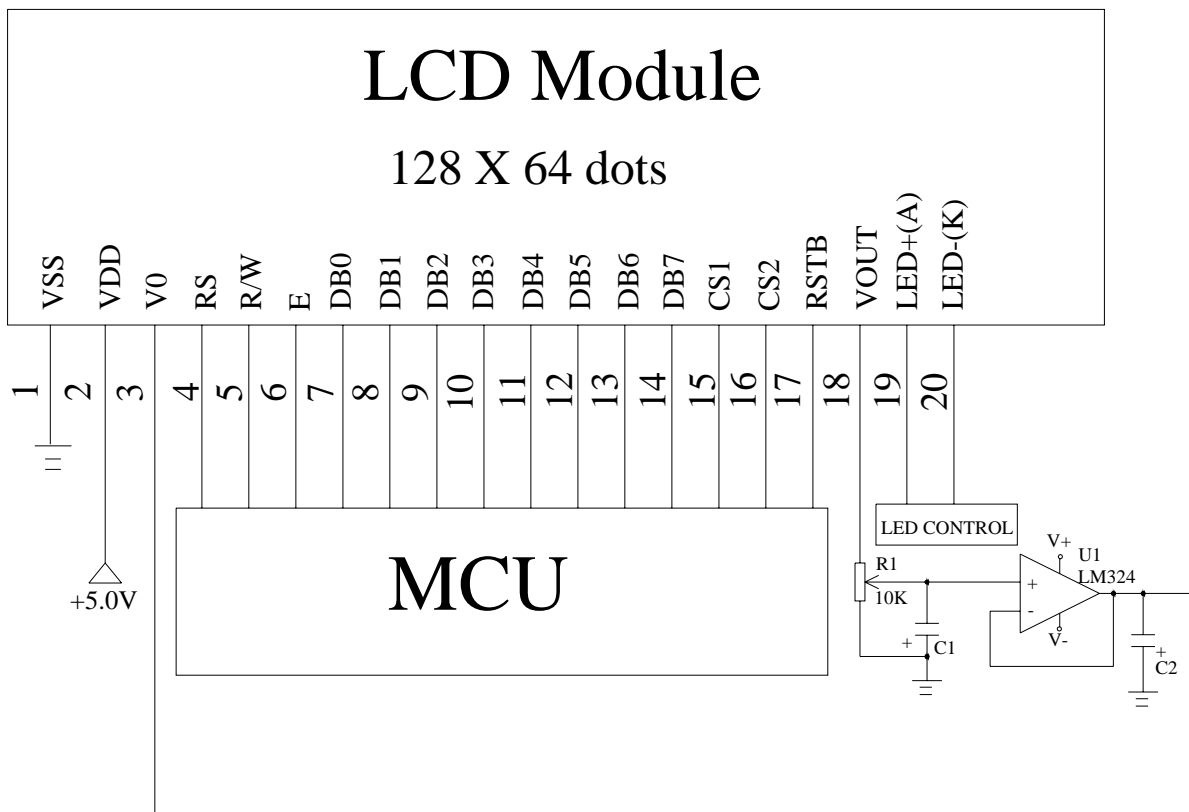 LCD Module
128 X 64 dots
VSS
VDD
V0
RS
R/W
E
DB0
DB1
DB2
DB3
DB4
DB5
DB6
DB7
CS1
CS2
RSTB
VOUT
LED+(A)
LED-(K)
1
2
3
4
5
6
7
8
9
10
11
12
13
14
15
16
17
18
19
20
LED CONTROL
MCU
+5.0V
R1
10K
+
C1
V+
U1
LM324
+
-
V-
+
C2